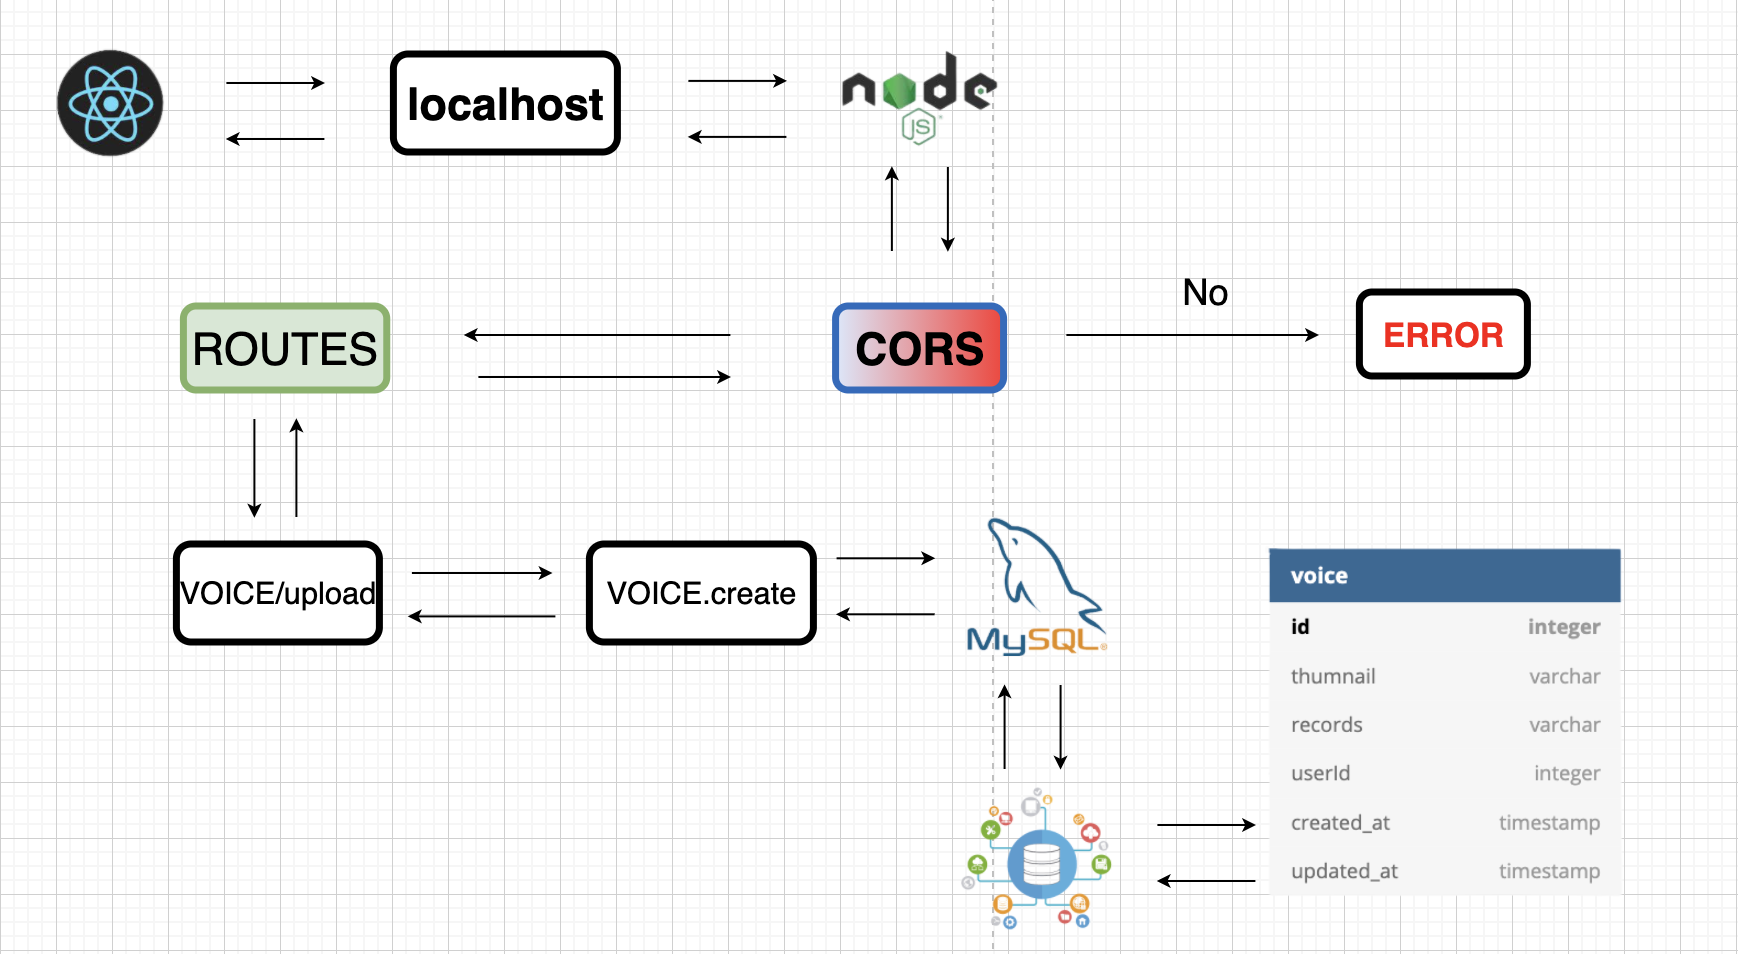 localhost
node
JS
No
ROUTES
CORS
ERROR
VOICE/upload
VOICE.create
MySQL®
voice
id integer
thumnail varchar
records varchar
userId integer
created_at timestamp
updated_at timestamp